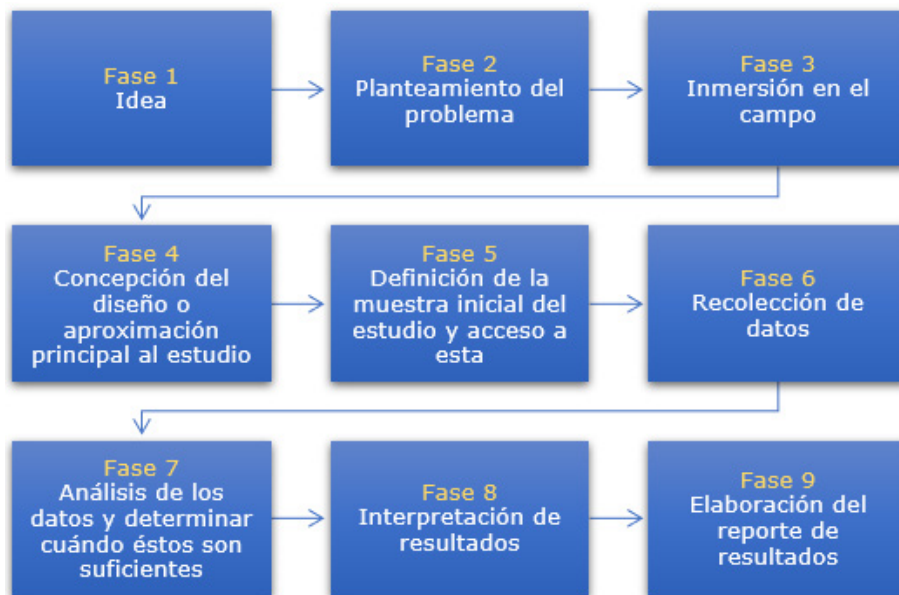 Fase 1
Idea
Fase 2
Planteamiento del
problema
Fase 3
Inmersión en el
campo
Fase 4
Concepción del
diseño o
aproximación
principal al estudio
Fase 5
Definición de la
muestra inicial del
estudio y acceso a
esta
Fase 6
Recolección de
datos
Fase 7
Análisis de los
datos y determinar
cuándo éstos son
suficientes
Fase 8
Interpretación de
resultados
Fase 9
Elaboración del
reporte de
resultados